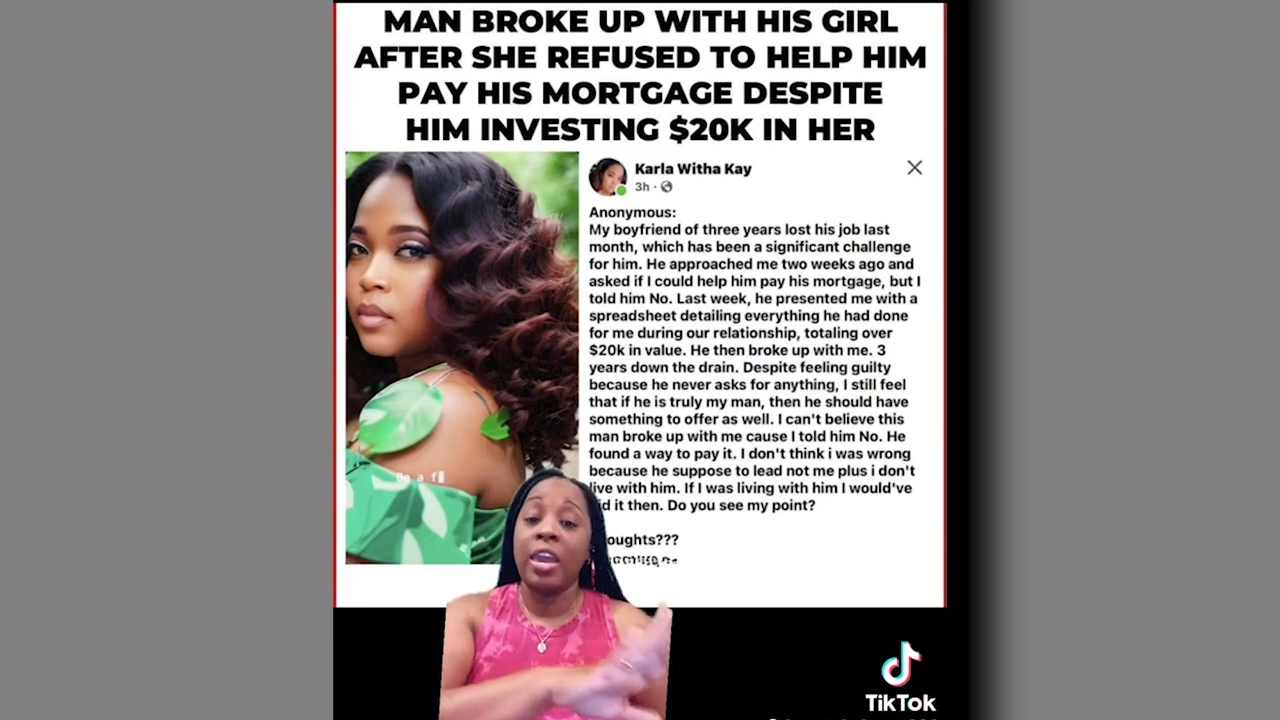 MAN BROKE UP WITH HIS GIRL
AFTER SHE REFUSED TO HELP HIM
PAY HIS MORTGAGE DESPITE
HIM INVESTING $20K IN HER
Karla Witha Kay
3h
Anonymous:
My boyfriend of three years lost his job last
month, which has been a significant challenge
for him. He approached me two weeks ago and
asked if I could help him pay his mortgage, but I
told him No. Last week, he presented me with a
spreadsheet detailing everything he had done
for me during our relationship, totaling over
$20k in value. He then broke up with me. 3
years down the drain. Despite feeling guilty
because he never asks for anything, I still feel
that if he is truly my man, then he should have
something to offer as well. I can't believe this
man broke up with me cause I told him No. He
found a way to pay it. I don't think i was wrong
because he suppose to lead not me plus i don't
live with him. If I was living with him I would've
it then. Do you see my point?
oughts???
TikTok